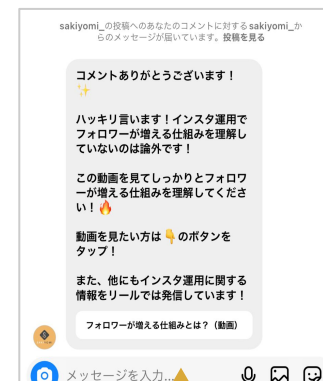 sakiyomi_の投稿へのあなたのコメントに対するsakiyomi_か
らのメッセージが届いています。投稿を見る
コメントありがとうございます！
✨
ハッキリ言います！インスタ運用で
フォロワーが増える仕組みを理解し
ていないのは論外です！
この動画を見てしっかりとフォロワ
ーが増える仕組みを理解してくださ
い！🔥
動画を見たい方は👇のボタンを
タップ！
また、他にもインスタ運用に関する
情報をリールでは発信しています！
フォロワーが増える仕組みとは？（動画）
メッセージを入力...